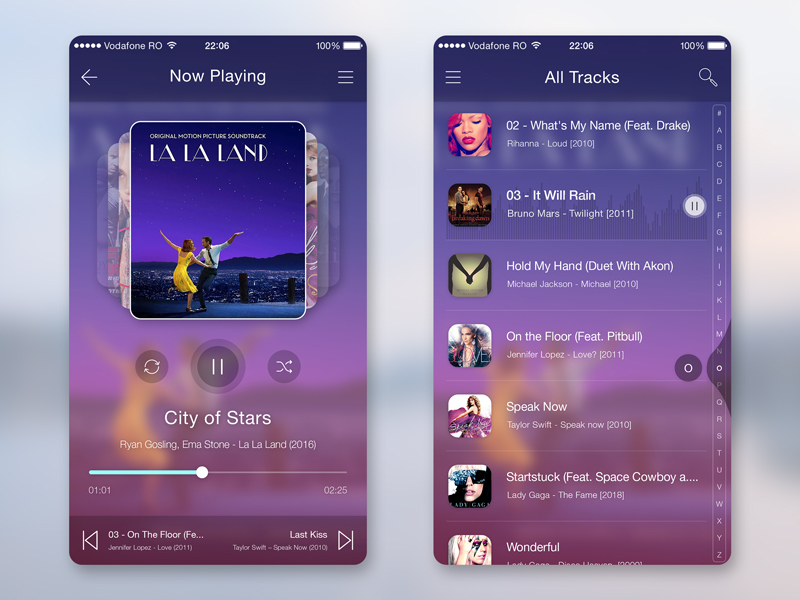 Vodafone RO
22:06
100%
Now Playing
ORIGINAL MOTION PICTURE SOUNDTRACK
LA LA LAND
City of Stars
Ryan Gosling, Ema Stone - La La Land (2016)
01:01
02:25
03 - On The Floor (Fe...
Jennifer Lopez - Love (2011)
Last Kiss
Taylor Swift – Speak Now (2010)
Vodafone RO
22:06
100%
All Tracks
02 - What's My Name (Feat. Drake)
Rihanna - Loud [2010]
03 - It Will Rain
Bruno Mars - Twilight [2011]
Hold My Hand (Duet With Akon)
Michael Jackson - Michael [2010]
On the Floor (Feat. Pitbull)
Jennifer Lopez - Love? [2011]
Speak Now
Taylor Swift - Speak now [2010]
Startstuck (Feat. Space Cowboy a....
Lady Gaga - The Fame [2018]
LADY GAGA
Wonderful
#
A
B
C
D
E
F
G
H
I
J
K
L
M
N
O
O
P
Q
R
S
T
U
V
W
X
Y
Z